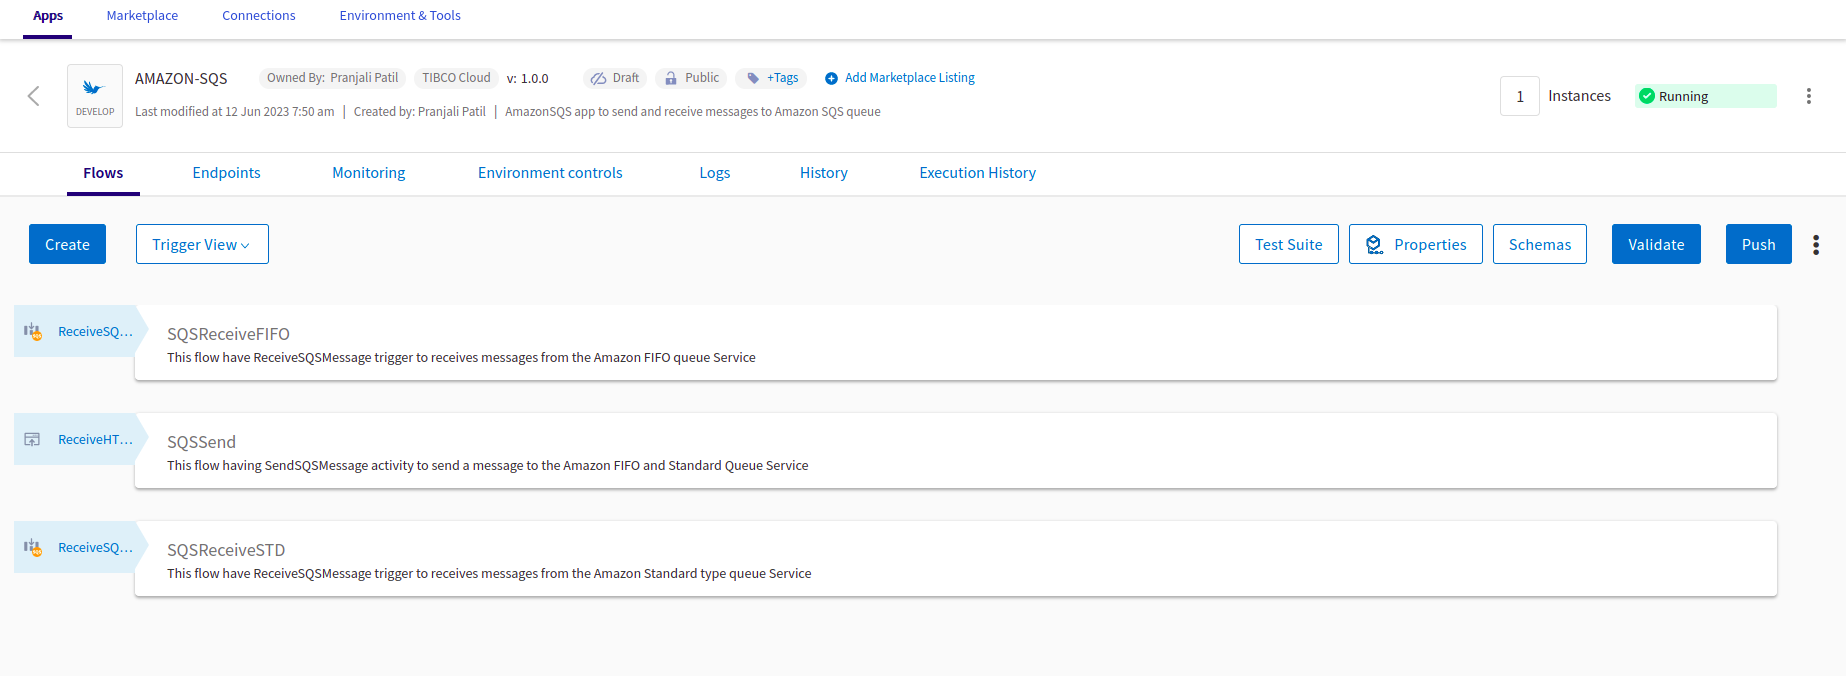 Apps Marketplace Connections Environment & Tools
AMAZON-SQS Owned By: Pranjali Patil TIBCO Cloud v: 1.0.0 Draft Public +Tags Add Marketplace Listing
DEVELOP
Last modified at 12 Jun 2023 7:50 am | Created by: Pranjali Patil | AmazonSQS app to send and receive messages to Amazon SQS queue
1 Instances Running
Flows Endpoints Monitoring Environment controls Logs History Execution History
Create Trigger View Test Suite Properties Schemas Validate Push
ReceiveSQ...
SQSReceiveFIFO
This flow have ReceiveSQSMessage trigger to receives messages from the Amazon FIFO queue Service
ReceiveHT...
SQSSend
This flow having SendSQSMessage activity to send a message to the Amazon FIFO and Standard Queue Service
ReceiveSQ...
SQSReceiveSTD
This flow have ReceiveSQSMessage trigger to receives messages from the Amazon Standard type queue Service